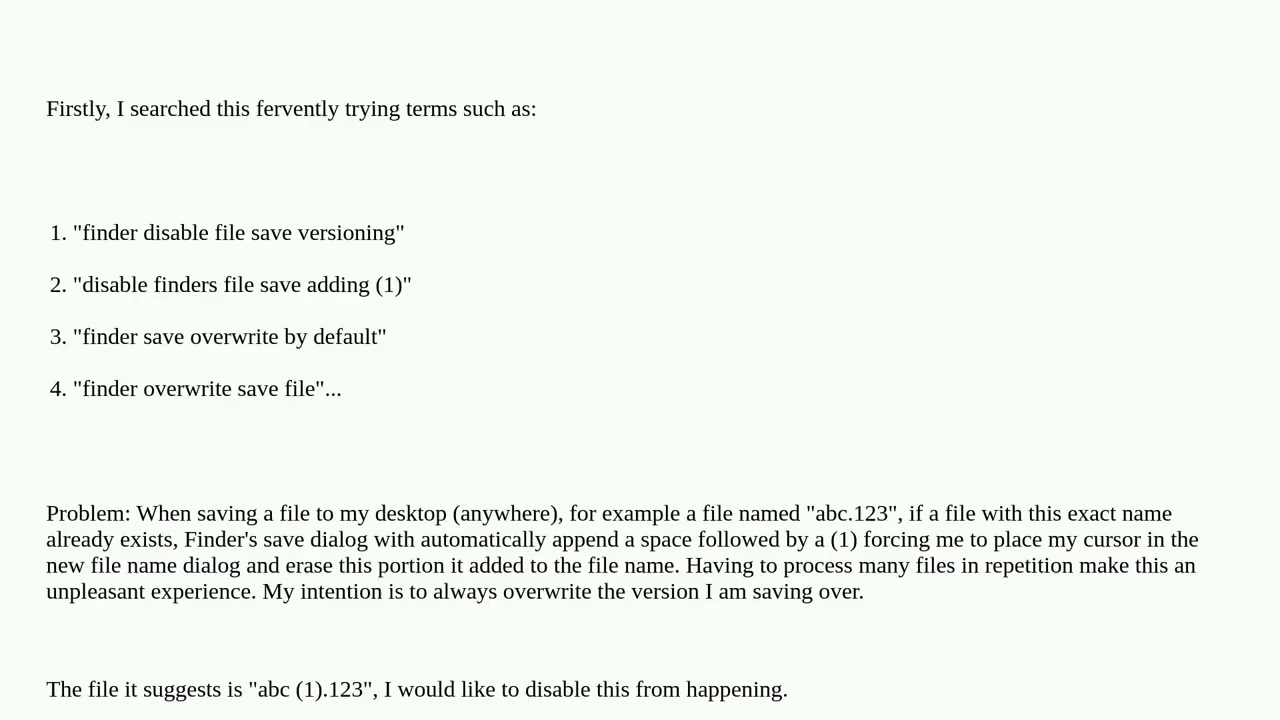 Firstly, I searched this fervently trying terms such as:
1. "finder disable file save versioning"
2. "disable finders file save adding (1)"
3. "finder save overwrite by default"
4. "finder overwrite save file"...
Problem: When saving a file to my desktop (anywhere), for example a file named "abc.123", if a file with this exact name
already exists, Finder's save dialog with automatically append a space followed by a (1) forcing me to place my cursor in the
new file name dialog and erase this portion it added to the file name. Having to process many files in repetition make this an
unpleasant experience. My intention is to always overwrite the version I am saving over.
The file it suggests is "abc (1).123", I would like to disable this from happening.